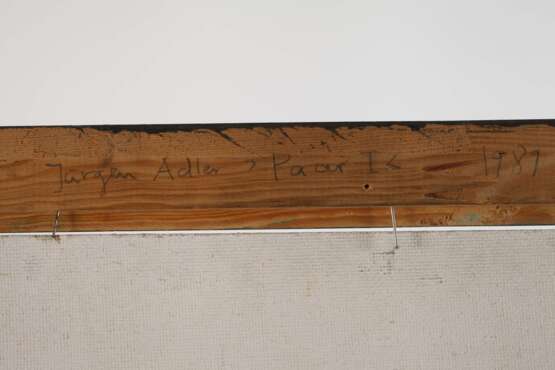 Jürgen Adler >Paar I< 1987